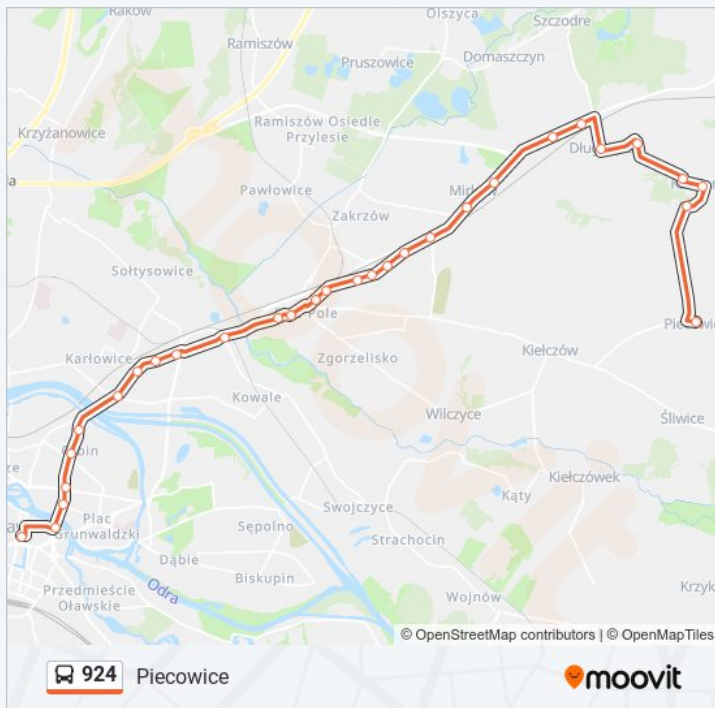 Raków
Olszyca
Szczodre
Ramiszów
Pruszowice
Domaszczyn
Krzyżanowice
Ramiszów Osiedle
Przylesie
Pawłowice
Zakrzów
Sołtysowice
Pole
Karłowice
Zgorzelisko
Kiełczów
Kowale
Wilczyce
Śliwice
Kiełczówek
Kąty
Plac
Grunwaldzki
Sępolno
Swojczyce
Strachocin
Dąbie
Biskupin
Przedmieście
Oławskie
Odra
Wojnów
© OpenStreetMap contributors | © OpenMapTiles
924 Piecowice
moovit